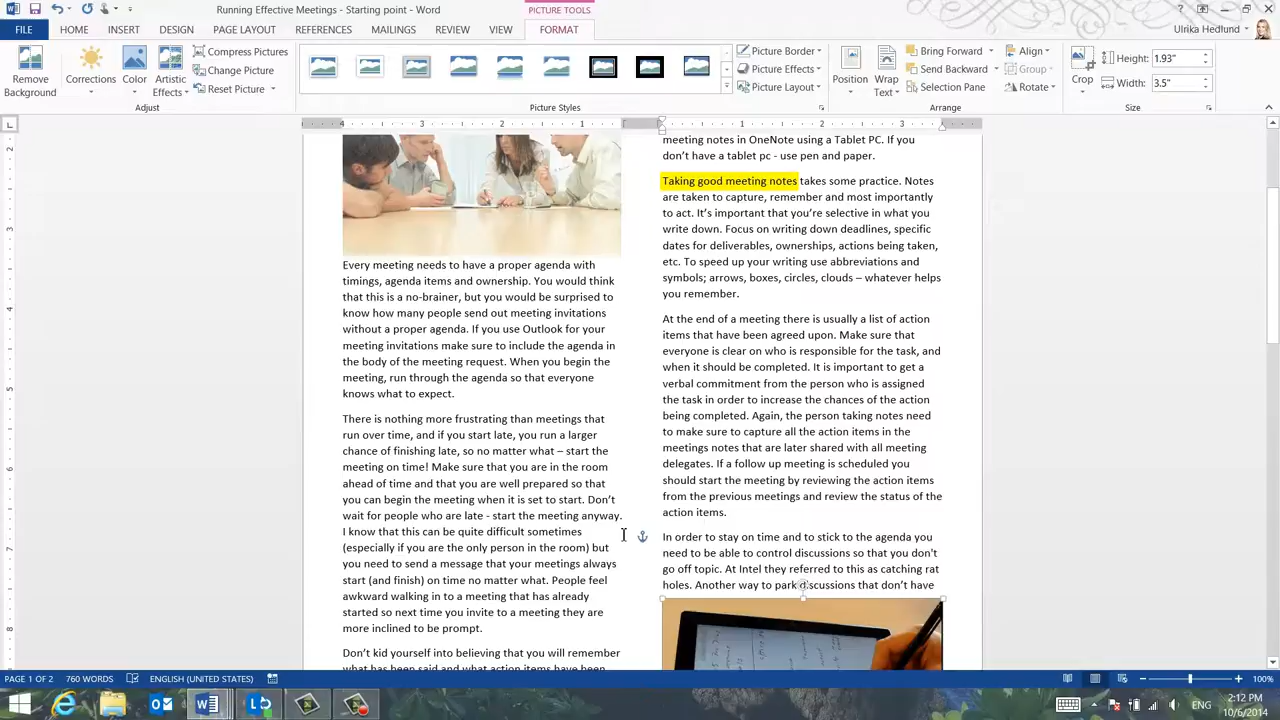 Running Effective Meetings - Starting point - Word
PICTURE TOOLS
?
FILE
HOME
INSERT
DESIGN
PAGE LAYOUT
REFERENCES
MAILINGS
REVIEW
VIEW
FORMAT
Ulrika Hedlund
Remove Background
Corrections
Color
Artistic Effects
Compress Pictures
Change Picture
Reset Picture
Picture Border
Picture Effects
Picture Layout
Position
Wrap Text
Bring Forward
Send Backward
Selection Pane
Align
Group
Rotate
Crop
Height: 1.93"
Width: 3.5"
Adjust
Picture Styles
Arrange
Size
4 3 2 1 1 2 3
2
3
4
5
6
7
8
Every meeting needs to have a proper agenda with
timings, agenda items and ownership. You would think
that this is a no-brainer, but you would be surprised to
know how many people send out meeting invitations
without a proper agenda. If you use Outlook for your
meeting invitations make sure to include the agenda in
the body of the meeting request. When you begin the
meeting, run through the agenda so that everyone
knows what to expect.
There is nothing more frustrating than meetings that
run over time, and if you start late, you run a larger
chance of finishing late, so no matter what – start the
meeting on time! Make sure that you are in the room
ahead of time and that you are well prepared so that
you can begin the meeting when it is set to start. Don't
wait for people who are late - start the meeting anyway.
I know that this can be quite difficult sometimes
(especially if you are the only person in the room) but
you need to send a message that your meetings always
start (and finish) on time no matter what. People feel
awkward walking in to a meeting that has already
started so next time you invite to a meeting they are
more inclined to be prompt.
Don't kid yourself into believing that you will remember
what has been said and what action items have been
meeting notes in OneNote using a Tablet PC. If you
don't have a tablet pc - use pen and paper.
Taking good meeting notes takes some practice. Notes
are taken to capture, remember and most importantly
to act. It's important that you're selective in what you
write down. Focus on writing down deadlines, specific
dates for deliverables, ownerships, actions being taken,
etc. To speed up your writing use abbreviations and
symbols; arrows, boxes, circles, clouds – whatever helps
you remember.
At the end of a meeting there is usually a list of action
items that have been agreed upon. Make sure that
everyone is clear on who is responsible for the task, and
when it should be completed. It is important to get a
verbal commitment from the person who is assigned
the task in order to increase the chances of the action
being completed. Again, the person taking notes need
to make sure to capture all the action items in the
meetings notes that are later shared with all meeting
delegates. If a follow up meeting is scheduled you
should start the meeting by reviewing the action items
from the previous meetings and review the status of the
action items.
In order to stay on time and to stick to the agenda you
need to be able to control discussions so that you don't
go off topic. At Intel they referred to this as catching rat
holes. Another way to park discussions that don't have
PAGE 1 OF 2
760 WORDS
ENGLISH (UNITED STATES)
100%
ENG
2:12 PM
10/6/2014